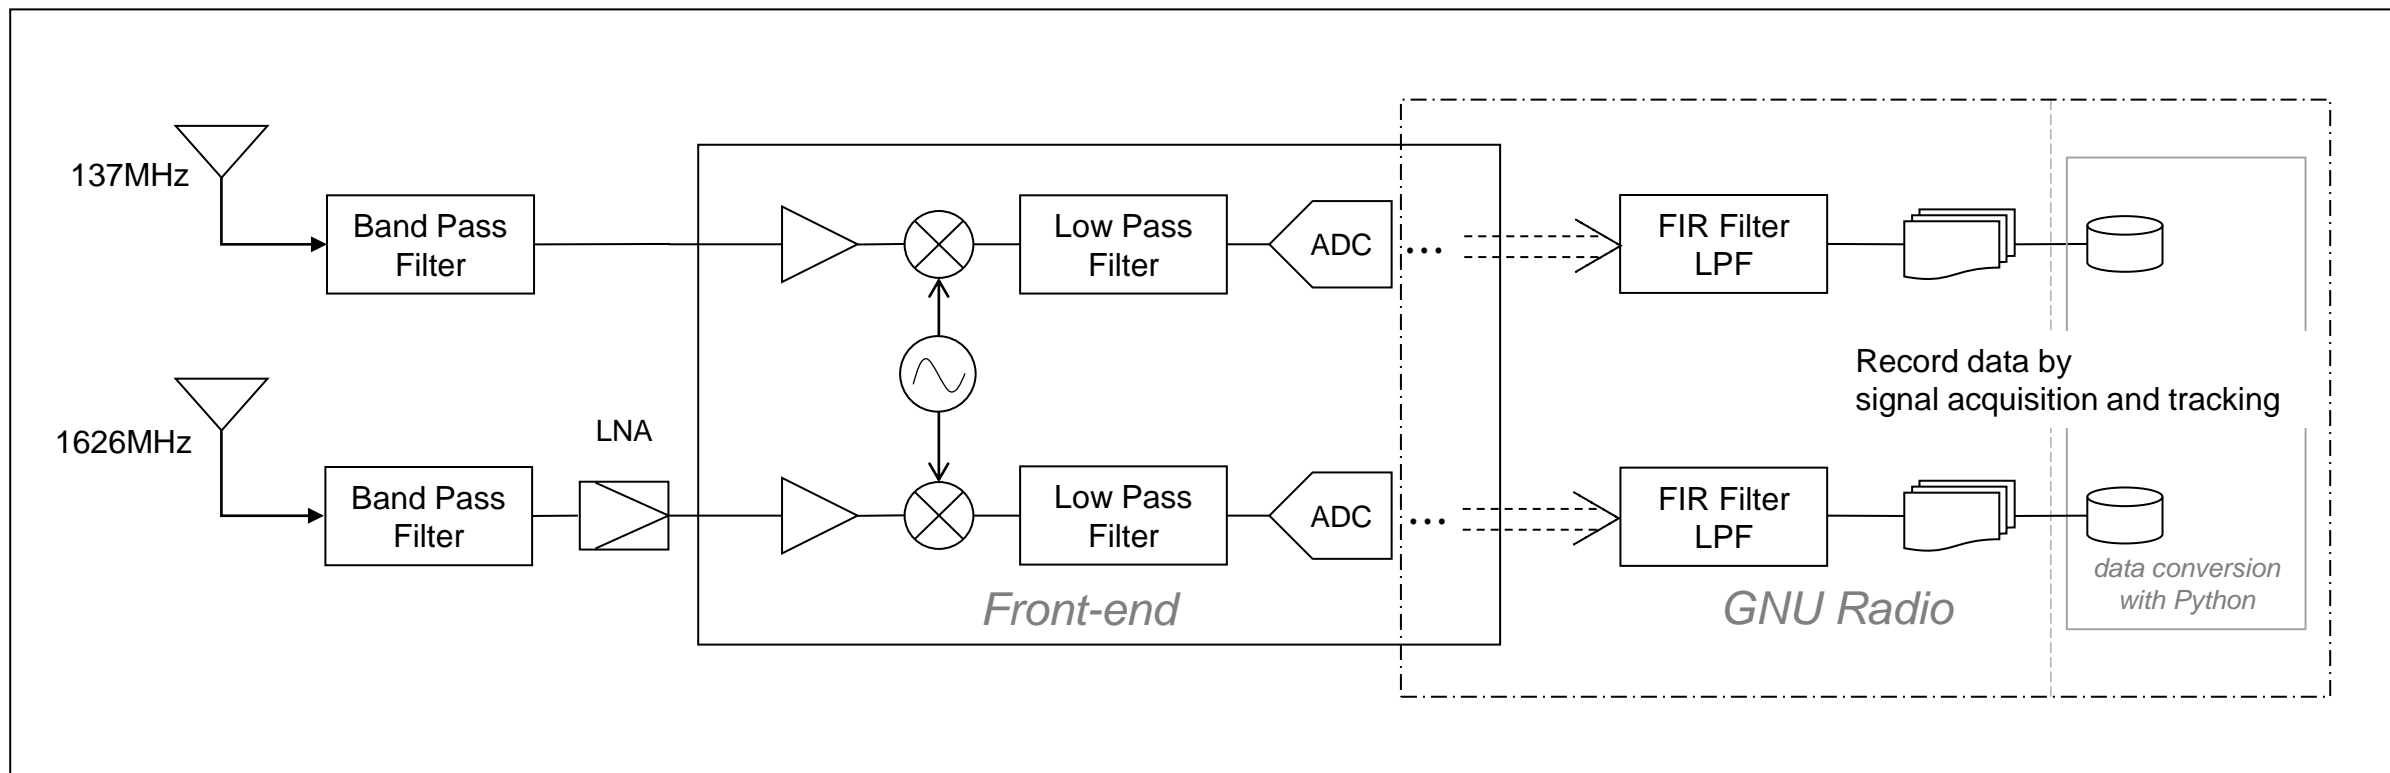 137MHz
Band Pass
Filter
Low Pass
Filter
ADC
...
FIR Filter
LPF
Record data by
signal acquisition and tracking
1626MHz
LNA
Band Pass
Filter
Low Pass
Filter
ADC
...
FIR Filter
LPF
Front-end
GNU Radio
data conversion
with Python